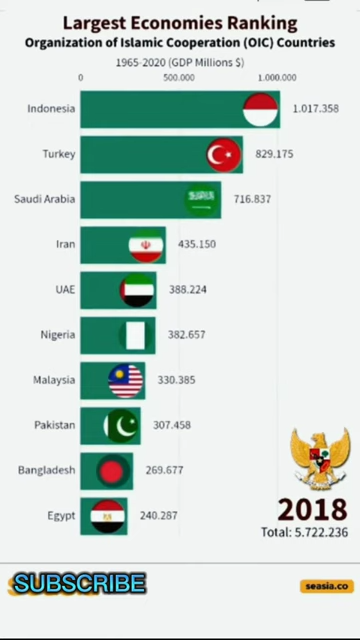 Largest Economies Ranking
Organization of Islamic Cooperation (OIC) Countries
1965-2020 (GDP Millions $)
0 500.000 1.000.000
Indonesia 1.017.358
Turkey 829.175
Saudi Arabia 716.837
Iran 435.150
UAE 388.224
Nigeria 382.657
Malaysia 330.385
Pakistan 307.458
Bangladesh 269.677
Egypt 240.287
2018
Total: 5.722.236
SUBSCRIBE
seasia.co